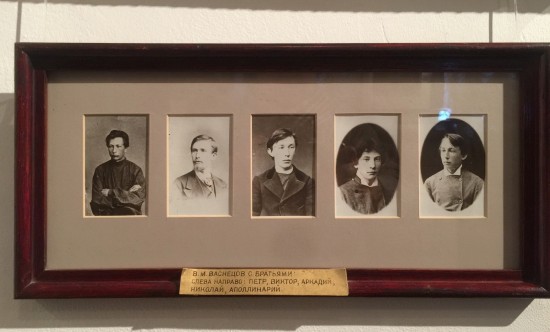 В. М. ВАСНЕЦОВ С БРАТЬЯМИ
СЛЕВА НАПРАВО: ПЕТР, ВИКТОР, АРКАДИЙ,
НИКОЛАЙ, АПОЛЛИНАРИЙ.